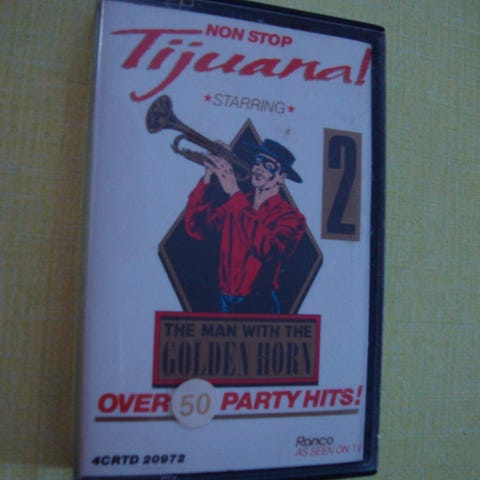 NON STOP
Tijuana!
★STARRING★
2
THE MAN WITH THE
GOLDEN HORN
OVER 50 PARTY HITS!
Ronco
AS SEEN ON TV
4CRTD 20972